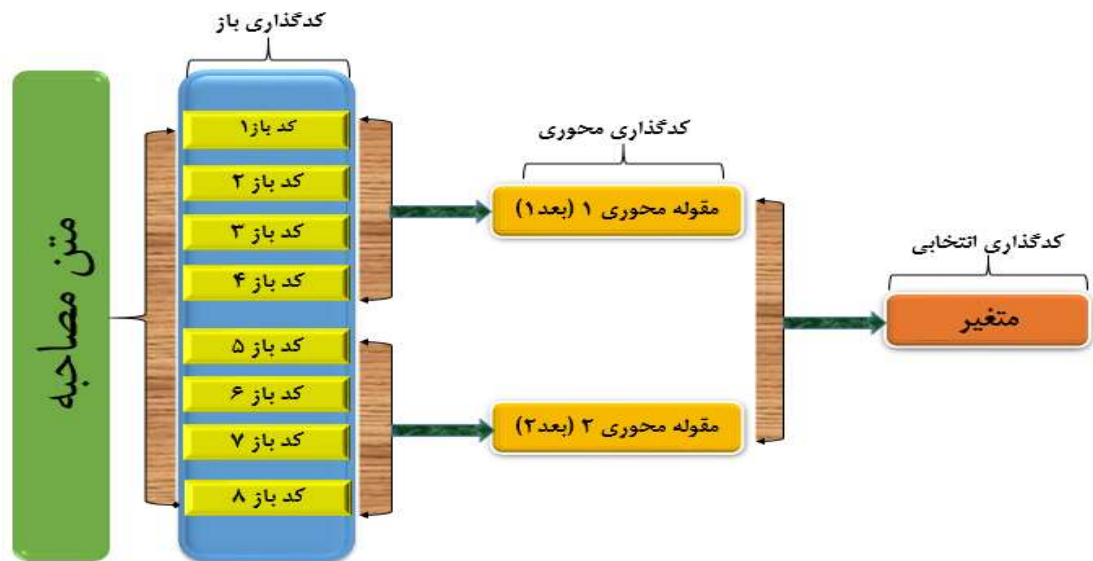 متن مصاحبه
کدگذاری باز
کد باز۱
کد باز ۲
کد باز ۳
کد باز ۴
کد باز ۵
کد باز ۶
کد باز ۷
کد باز ۸
کدگذاری محوری
مقوله محوری ۱ (بعد۱)
مقوله محوری ۲ (بعد۲)
کدگذاری انتخابی
متغیر